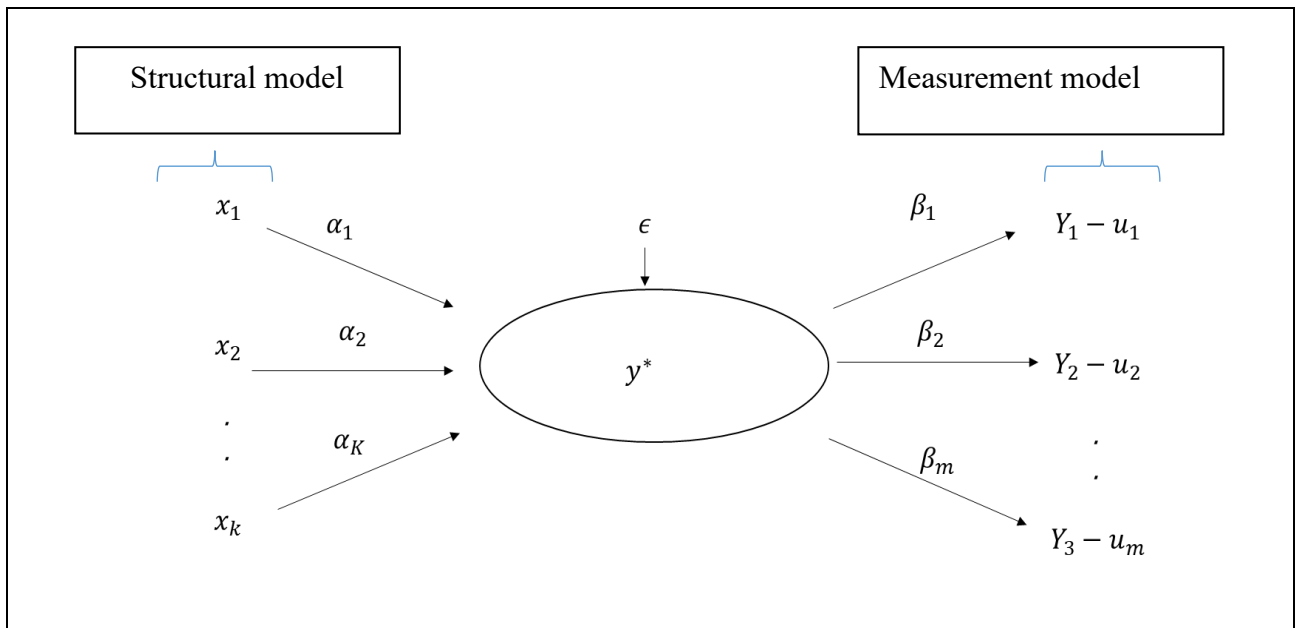 Structural model
Measurement model
x₁
α₁
ϵ
β₁
Y₁ − u₁
x₂
α₂
y*
β₂
Y₂ − u₂
.
.
α_K
β_m
.
.
x_k
Y₃ − u_m